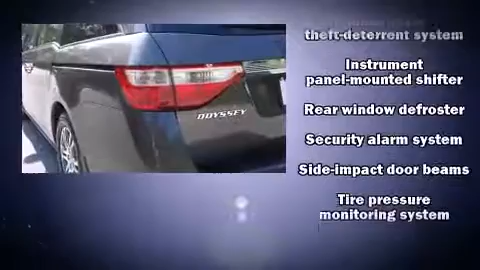 theft-deterrent system
Instrument
panel-mounted shifter
Rear window defroster
Security alarm system
Side-impact door beams
Tire pressure
monitoring system
ODYSSEY